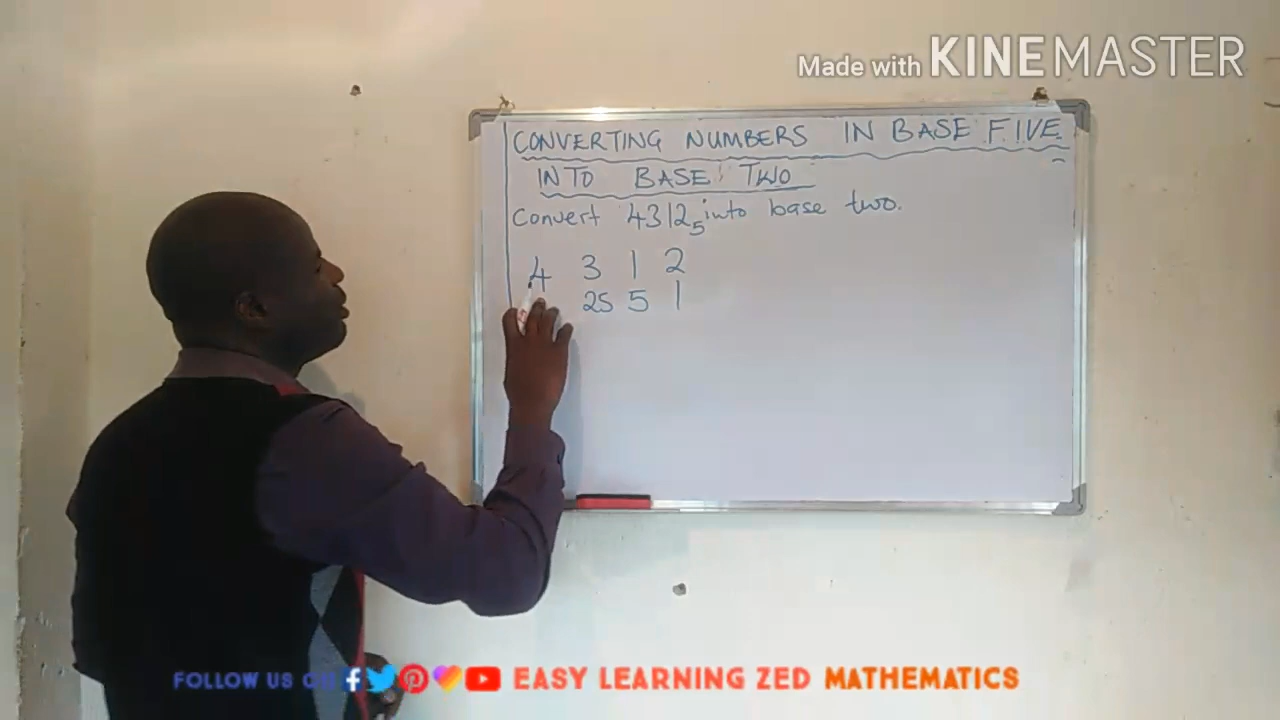 Made with KINEMASTER
CONVERTING NUMBERS IN BASE FIVE
INTO BASE TWO
Convert 4312₅ into base two.
4 3 1 2
25 5 1
FOLLOW US ON EASY LEARNING ZED MATHEMATICS